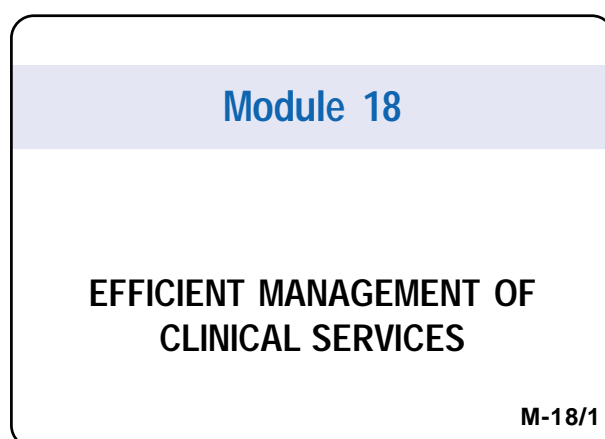 Module 18
EFFICIENT MANAGEMENT OF
CLINICAL SERVICES
M-18/1